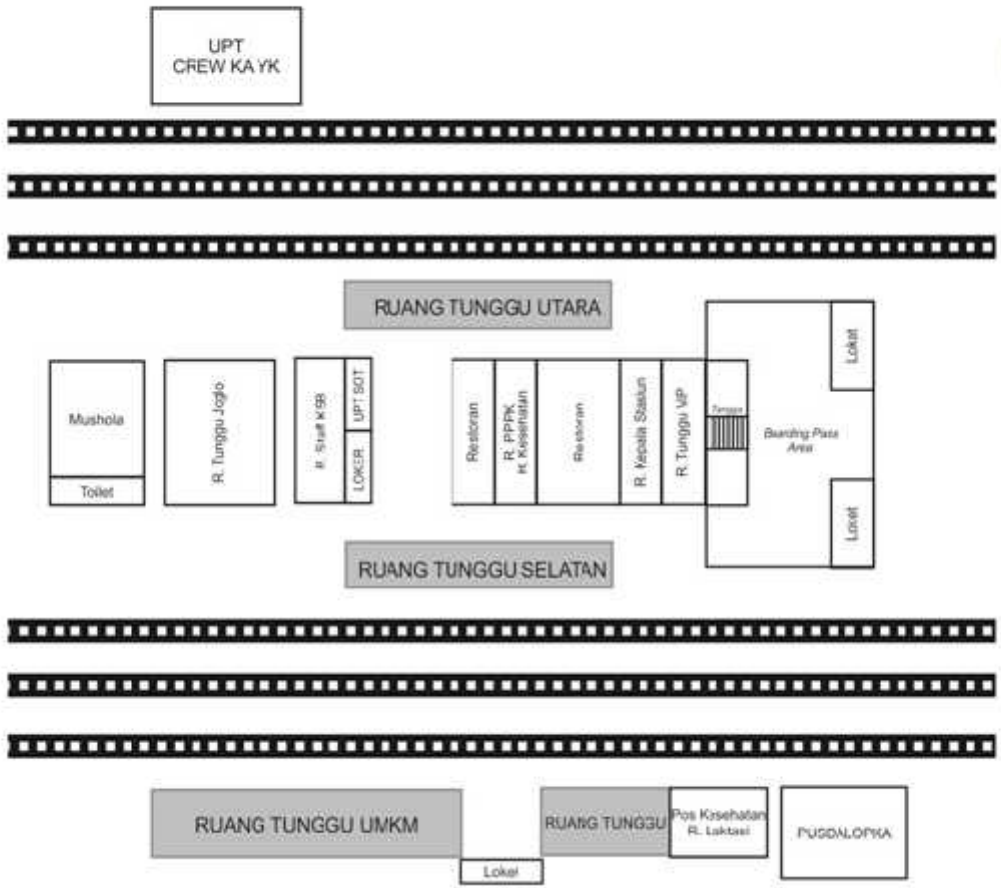 UPT
CREW KA YK
RUANG TUNGGU UTARA
Loket
Mushola
Toilet
R. Tunggu Joglo
R. Staff
UPT SOT
LOKER
Restoran
R. PPPK
R. Kesehatan
Restoran
R. Kepala Stasiun
R. Tunggu VIP
Tangga
Boarding Pass
Area
Loket
RUANG TUNGGU SELATAN
RUANG TUNGGU UMKM
Loket
RUANG TUNGGU
Pos Kesehatan
R. Laktasi
PUSDALOPKA